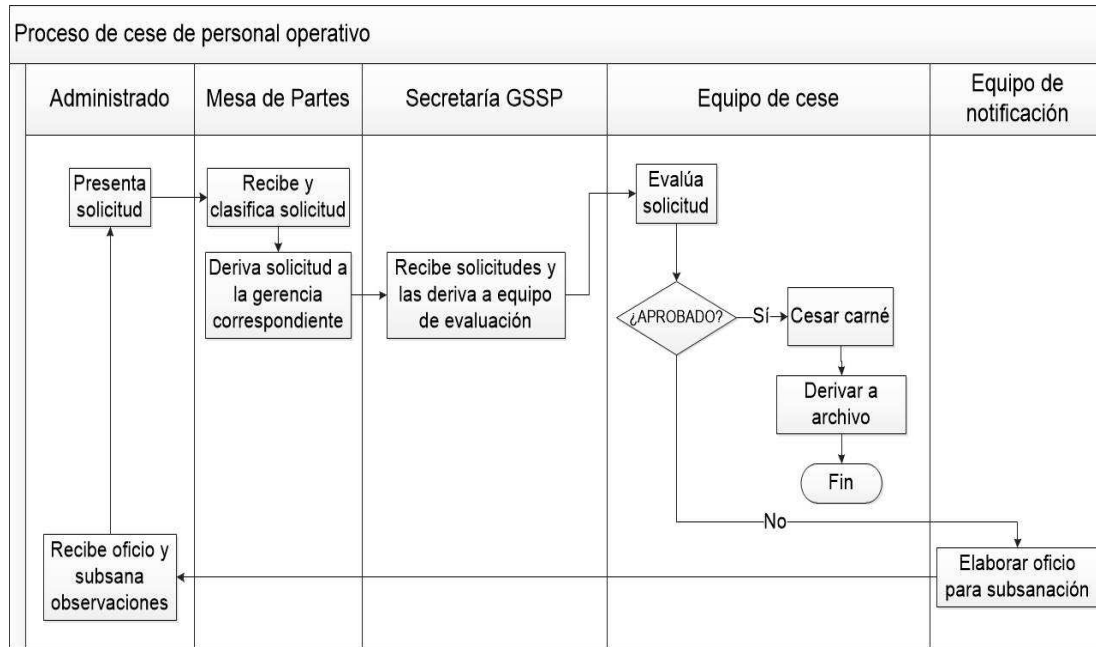 Proceso de cese de personal operativo
Administrado
Mesa de Partes
Secretaría GSSP
Equipo de cese
Equipo de
notificación
Presenta
solicitud
Recibe y
clasifica solicitud
Deriva solicitud a
la gerencia
correspondiente
Recibe solicitudes y
las deriva a equipo
de evaluación
Evalúa
solicitud
¿APROBADO?
Sí
Cesar carné
Derivar a
archivo
Fin
No
Elaborar oficio
para subsanación
Recibe oficio y
subsana
observaciones